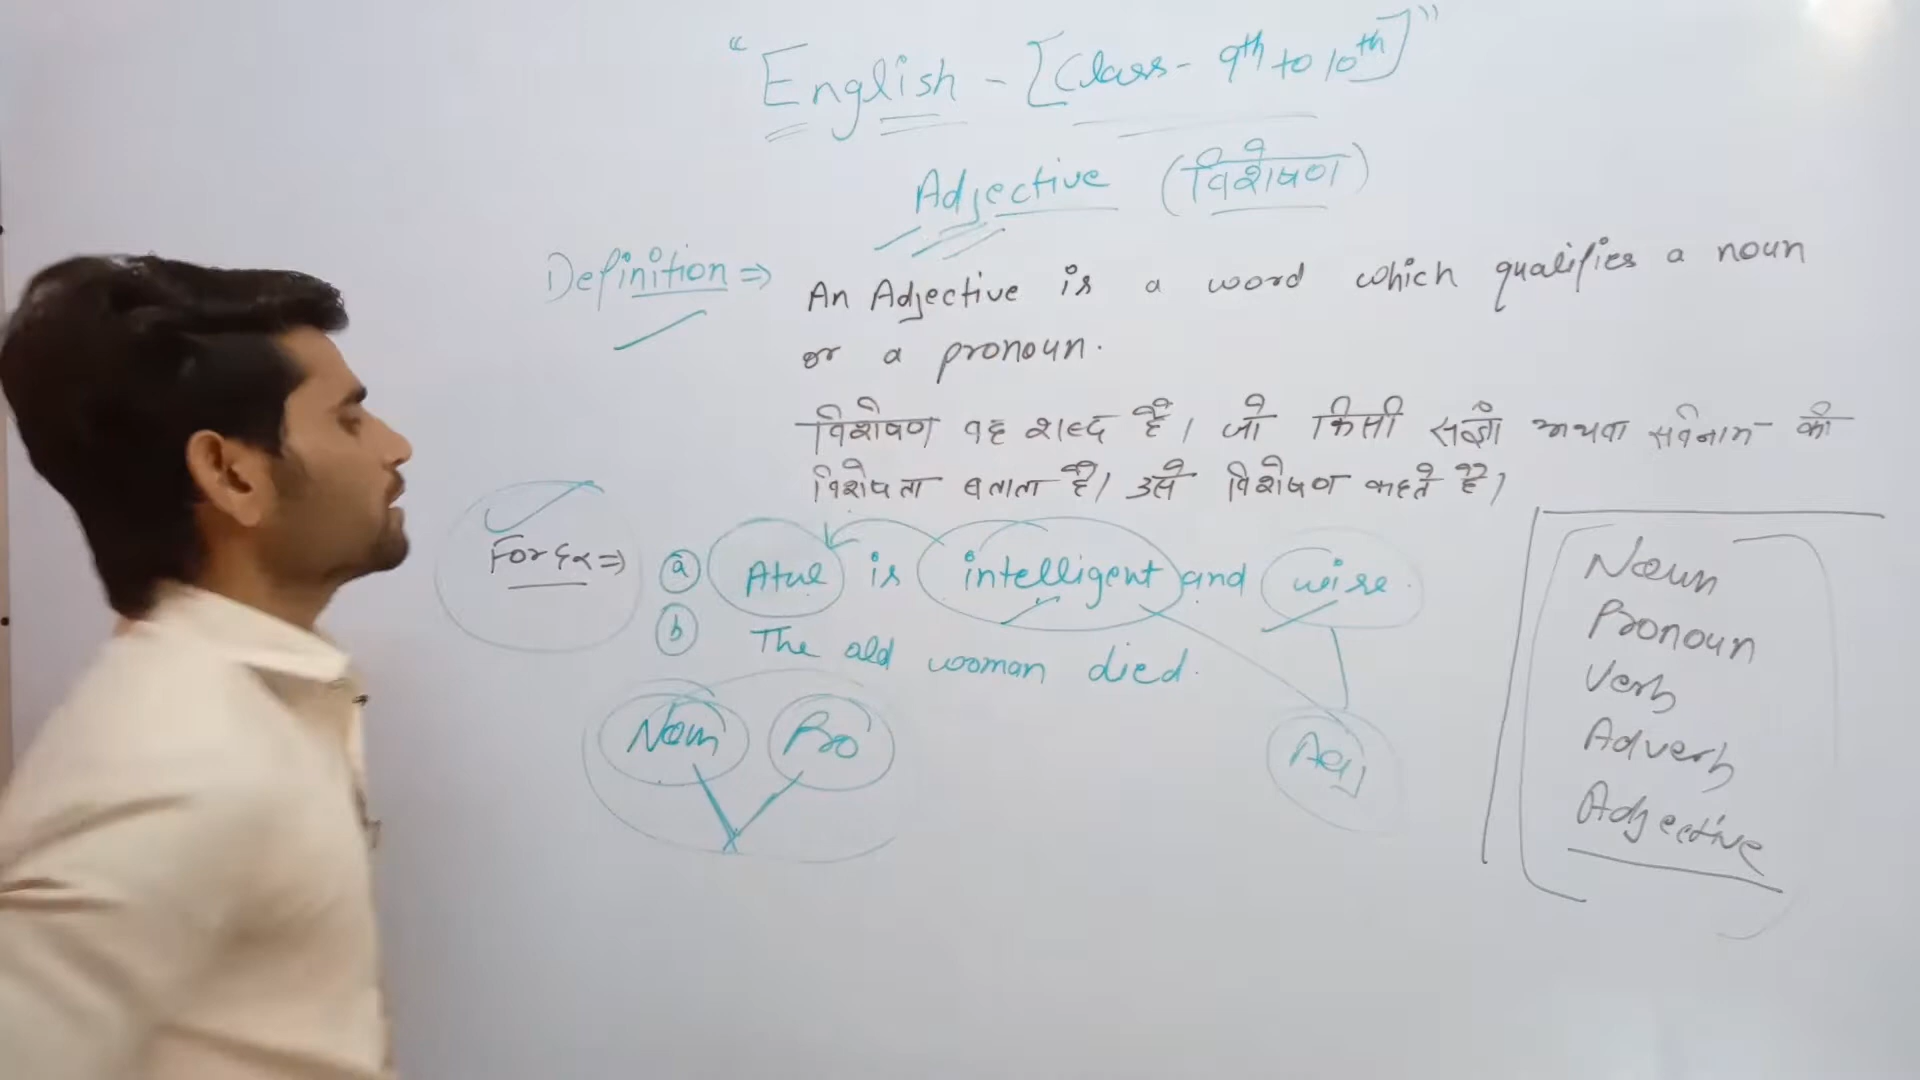 "English - [Class - 9th to 10th]"
Adjective (विशेषण)
Definition ⇒ An Adjective is a word which qualifies a noun
or a pronoun.
विशेषण वह शब्द है। जो किसी संज्ञा अथवा सर्वनाम की
विशेषता बताता है। उसे विशेषण कहते है।
For Ex ⇒ (a) Atul is intelligent and wise.
(b) The old woman died.
Noun Pro
Adj
Noun
Pronoun
Verb
Adverb
Adjective